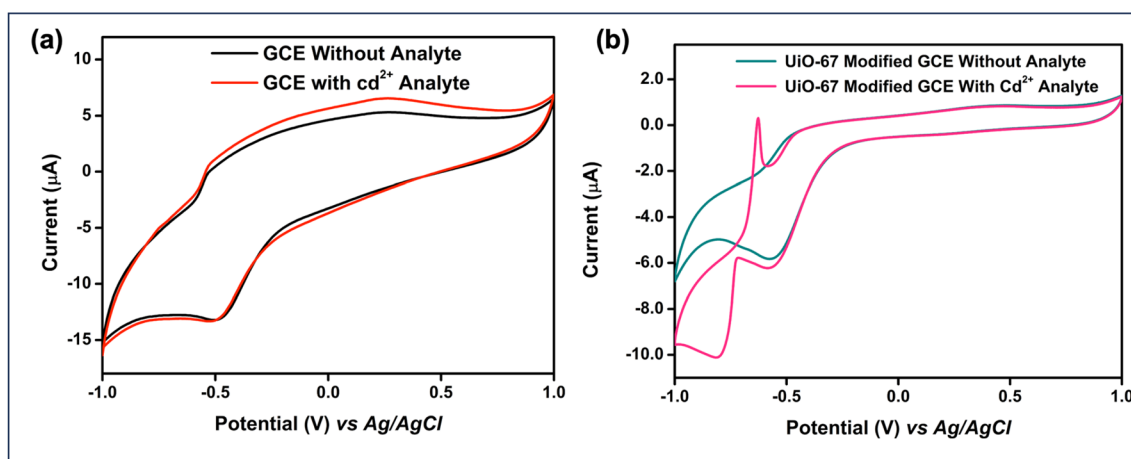 (a)
GCE Without Analyte
GCE with cd²⁺ Analyte
Current (μA)
10
5
0
-5
-10
-15
-1.0 -0.5 0.0 0.5 1.0
Potential (V) vs Ag/AgCl
(b)
UiO-67 Modified GCE Without Analyte
UiO-67 Modified GCE With Cd²⁺ Analyte
Current (μA)
2.0
0.0
-2.0
-4.0
-6.0
-8.0
-10.0
-1.0 -0.5 0.0 0.5 1.0
Potential (V) vs Ag/AgCl